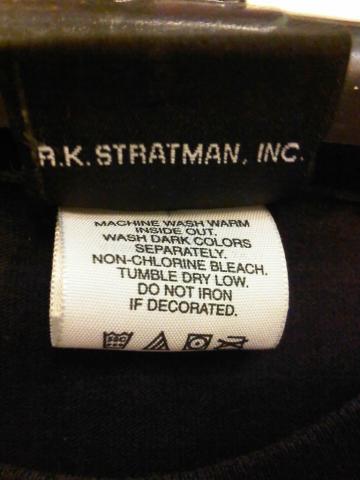 R.K. STRATMAN, INC.
MACHINE WASH WARM
INSIDE OUT.
WASH DARK COLORS
SEPARATELY.
NON-CHLORINE BLEACH.
TUMBLE DRY LOW.
DO NOT IRON
IF DECORATED.